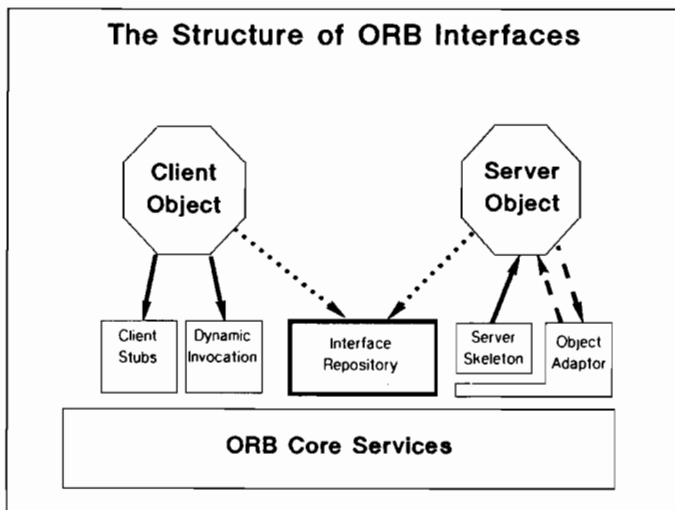 The Structure of ORB Interfaces
Client
Object
Server
Object
Client
Stubs
Dynamic
Invocation
Interface
Repository
Server
Skeleton
Object
Adaptor
ORB Core Services